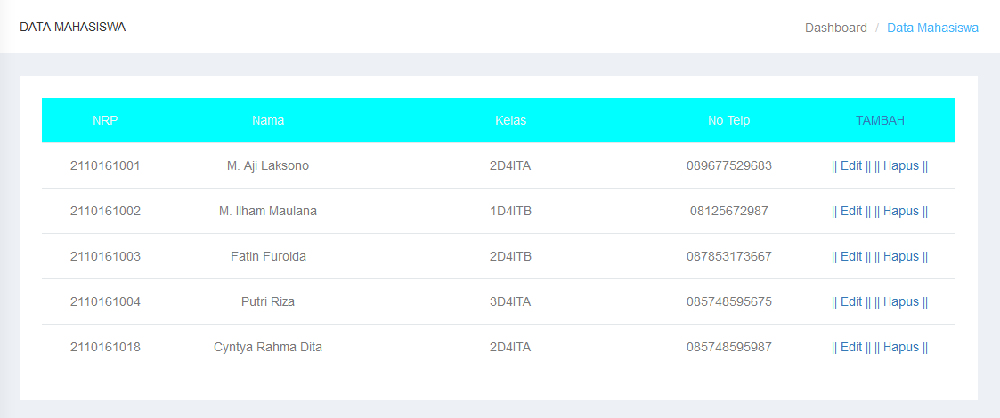 DATA MAHASISWA
Dashboard / Data Mahasiswa
NRP Nama Kelas No Telp TAMBAH
2110161001 M. Aji Laksono 2D4ITA 089677529683 || Edit || || Hapus ||
2110161002 M. Ilham Maulana 1D4ITB 08125672987 || Edit || || Hapus ||
2110161003 Fatin Furoida 2D4ITB 087853173667 || Edit || || Hapus ||
2110161004 Putri Riza 3D4ITA 085748595675 || Edit || || Hapus ||
2110161018 Cyntya Rahma Dita 2D4ITA 085748595987 || Edit || || Hapus ||